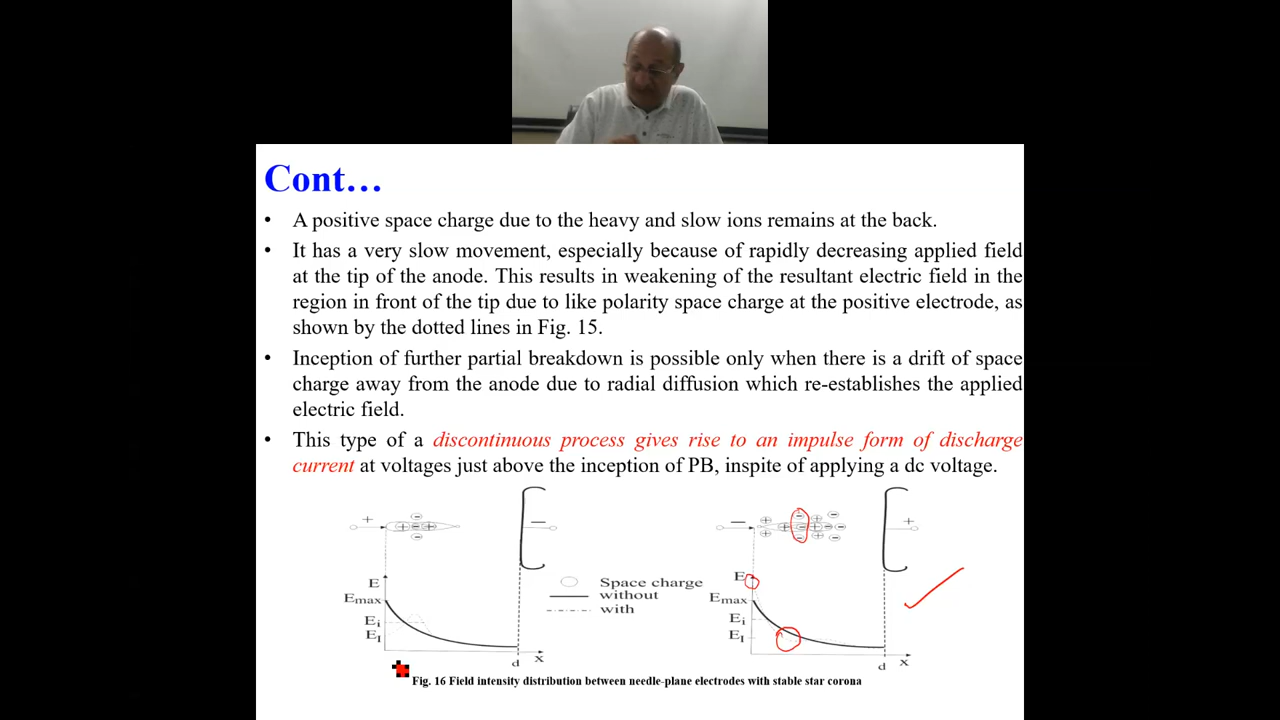 Cont…
• A positive space charge due to the heavy and slow ions remains at the back.
• It has a very slow movement, especially because of rapidly decreasing applied field
at the tip of the anode. This results in weakening of the resultant electric field in the
region in front of the tip due to like polarity space charge at the positive electrode, as
shown by the dotted lines in Fig. 15.
• Inception of further partial breakdown is possible only when there is a drift of space
charge away from the anode due to radial diffusion which re-establishes the applied
electric field.
• This type of a discontinuous process gives rise to an impulse form of discharge
current at voltages just above the inception of PB, inspite of applying a dc voltage.
+ −
E
Emax
Ei
El
d x
Space charge
without
with
− +
E
Emax
Ei
El
d x
Fig. 16 Field intensity distribution between needle-plane electrodes with stable star corona